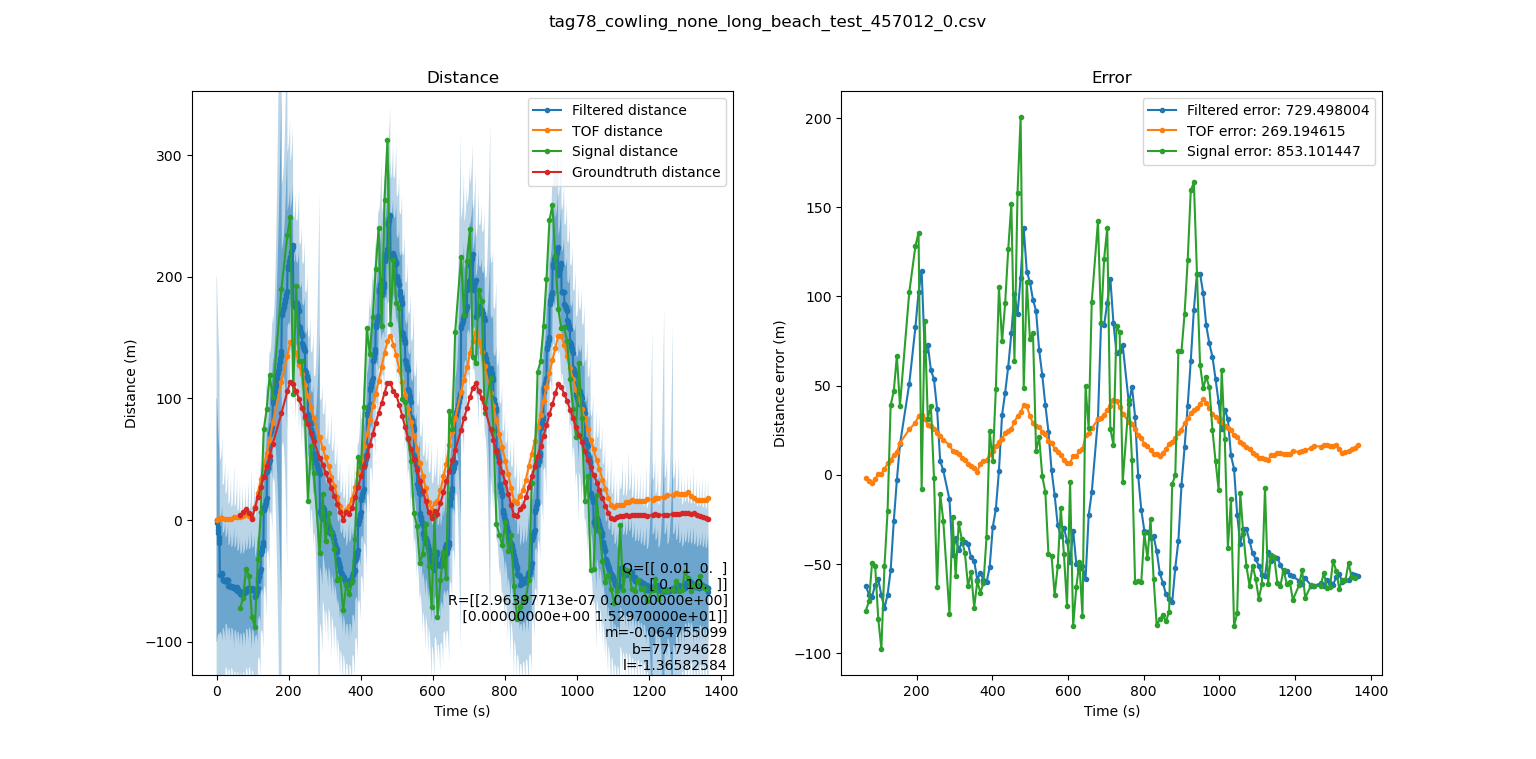 tag78_cowling_none_long_beach_test_457012_0.csv
Distance
Filtered distance
TOF distance
Signal distance
Groundtruth distance
Distance (m)
300
200
100
0
−100
Q=[[ 0.01  0.  ]
[ 0.   10.  ]]
R=[[2.96397713e-07 0.00000000e+00]
[0.00000000e+00 1.52970000e+01]]
m=-0.064755099
b=77.794628
l=-1.36582584
0 200 400 600 800 1000 1200 1400
Time (s)
Error
Filtered error: 729.498004
TOF error: 269.194615
Signal error: 853.101447
Distance error (m)
200
150
100
50
0
−50
−100
200 400 600 800 1000 1200 1400
Time (s)